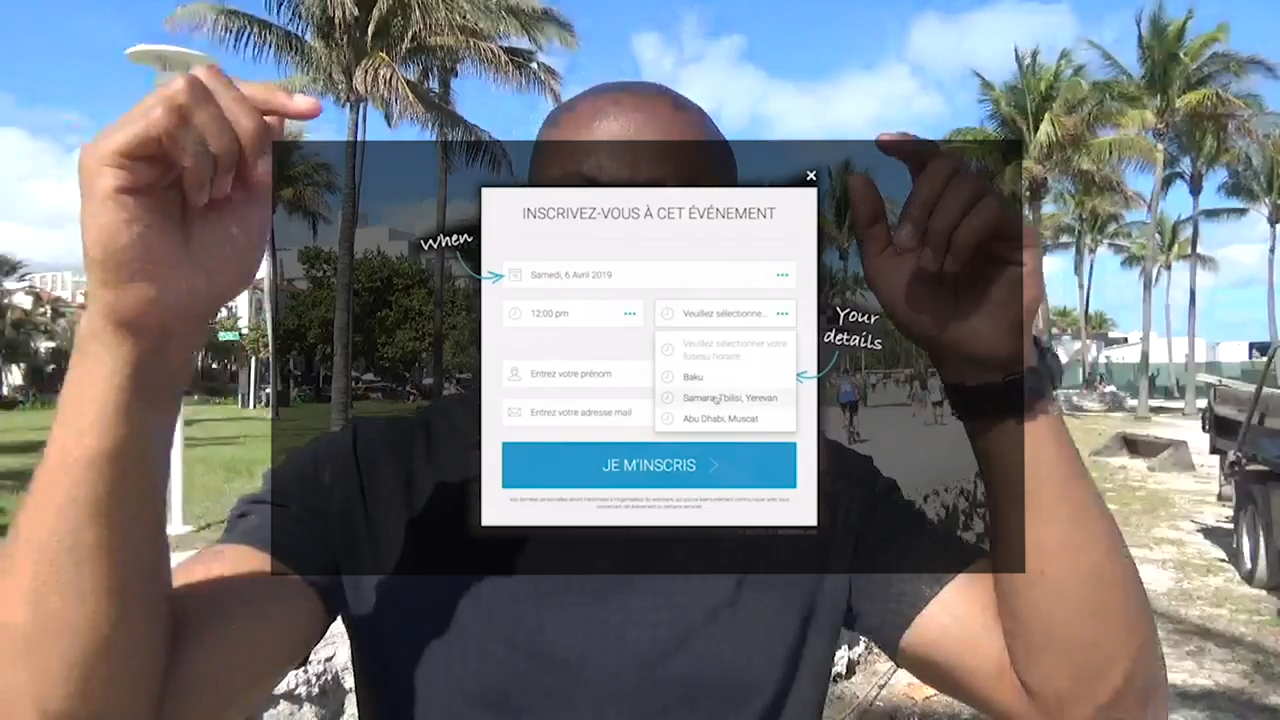 ×
INSCRIVEZ-VOUS À CET ÉVÉNEMENT
When
Samedi, 6 Avril 2019
12:00 pm
Veuillez sélectionne...
Your
details
Veuillez sélectionner votre
fuseau horaire
Entrez votre prénom
Baku
Samara, Tbilisi, Yerevan
Entrez votre adresse mail
Abu Dhabi, Muscat
JE M'INSCRIS